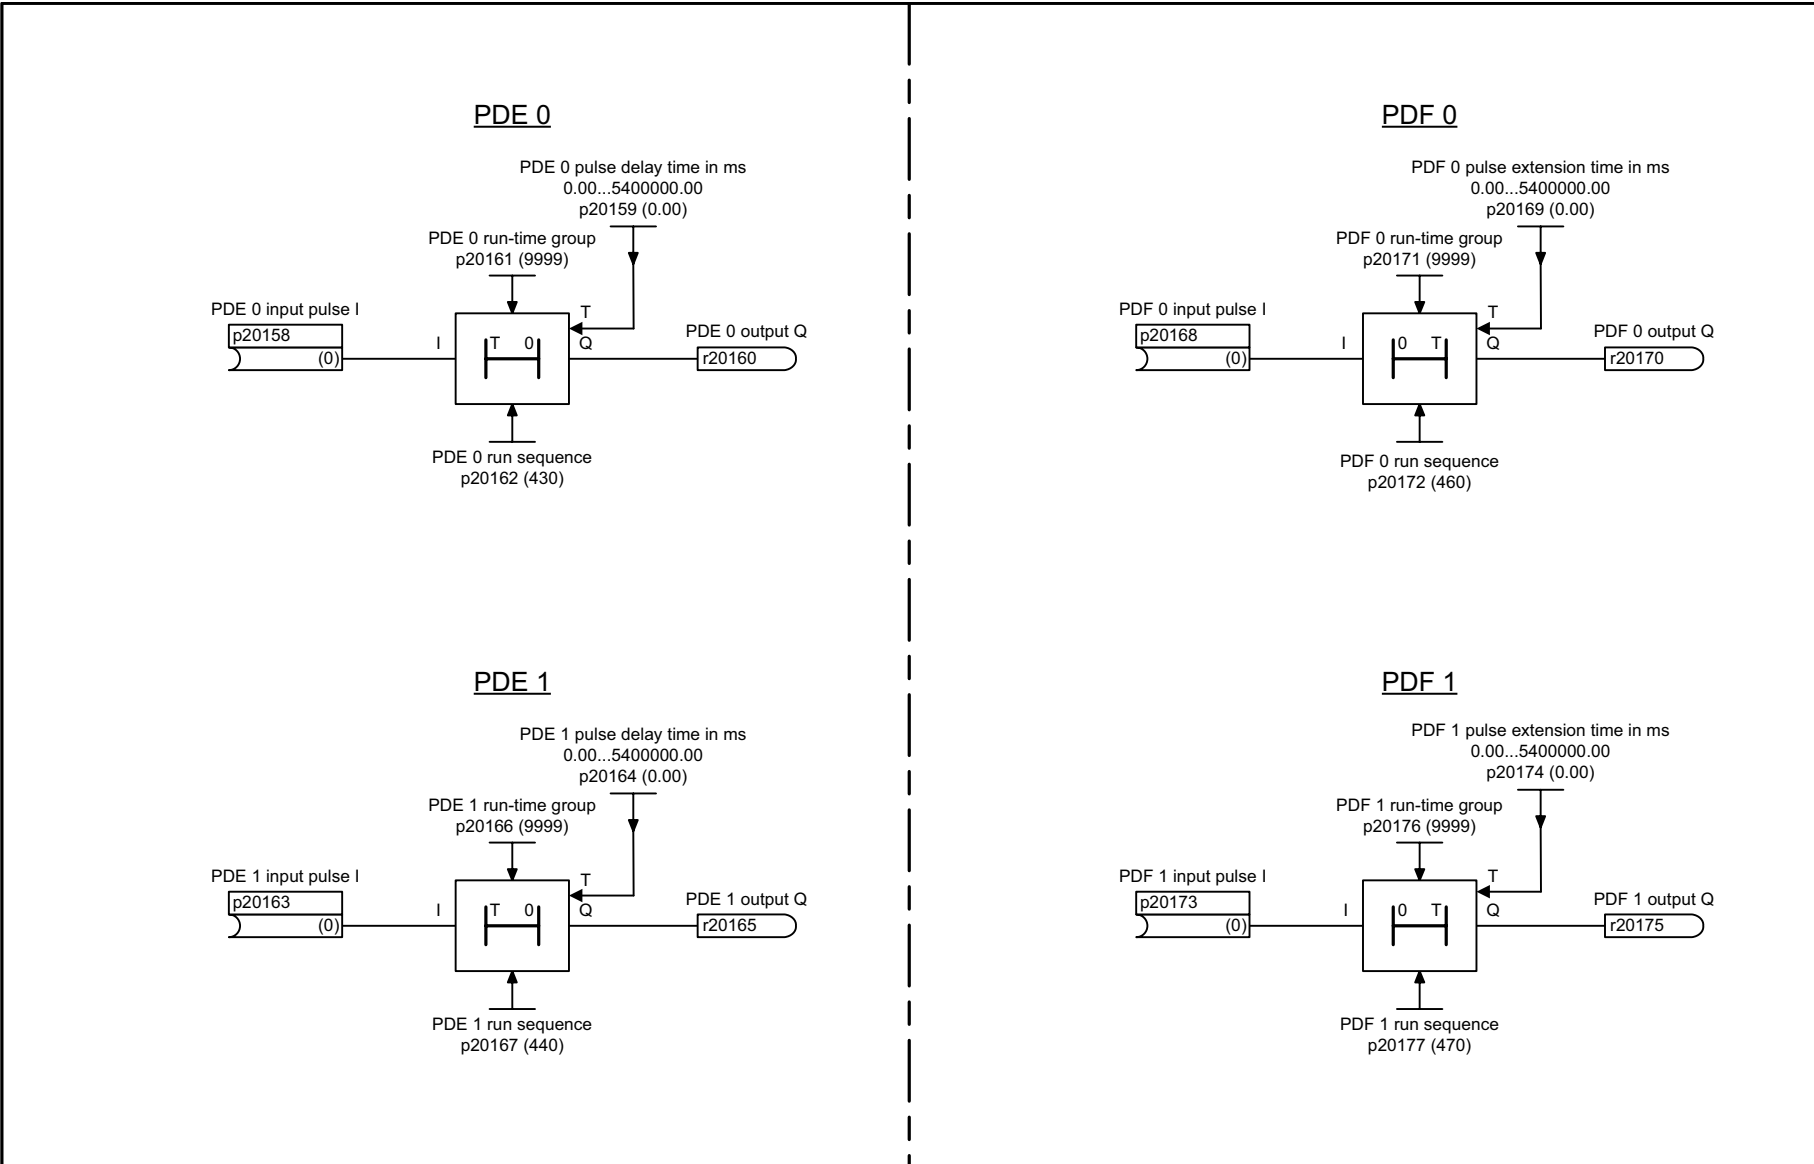 PDE 0
PDE 0 pulse delay time in ms
0.00...5400000.00
p20159 (0.00)
PDE 0 run-time group
p20161 (9999)
PDE 0 input pulse I
p20158
(0)
I
T 0
T
Q
PDE 0 output Q
r20160
PDE 0 run sequence
p20162 (430)
PDF 0
PDF 0 pulse extension time in ms
0.00...5400000.00
p20169 (0.00)
PDF 0 run-time group
p20171 (9999)
PDF 0 input pulse I
p20168
(0)
I
0 T
T
Q
PDF 0 output Q
r20170
PDF 0 run sequence
p20172 (460)
PDE 1
PDE 1 pulse delay time in ms
0.00...5400000.00
p20164 (0.00)
PDE 1 run-time group
p20166 (9999)
PDE 1 input pulse I
p20163
(0)
I
T 0
T
Q
PDE 1 output Q
r20165
PDE 1 run sequence
p20167 (440)
PDF 1
PDF 1 pulse extension time in ms
0.00...5400000.00
p20174 (0.00)
PDF 1 run-time group
p20176 (9999)
PDF 1 input pulse I
p20173
(0)
I
0 T
T
Q
PDF 1 output Q
r20175
PDF 1 run sequence
p20177 (470)